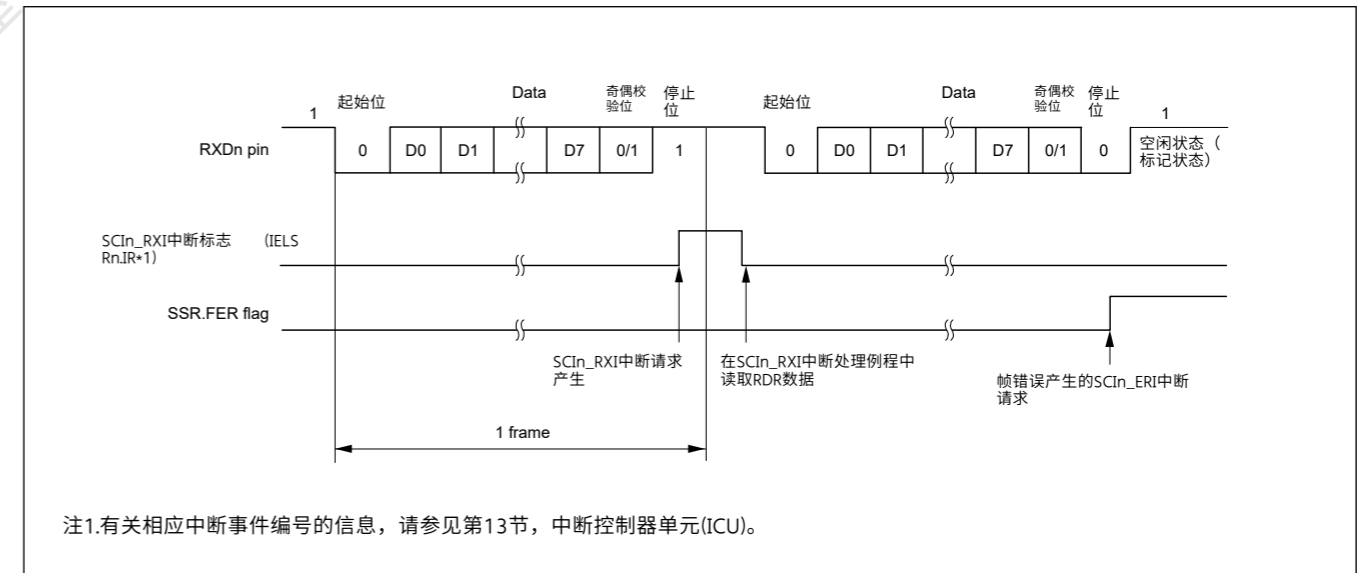 起始位
Data
奇偶校
验位
停止
位
起始位
Data
奇偶校
验位
停止
位
1
1
RXDn pin
0 D0 D1 D7 0/1 1
0 D0 D1 D7 0/1 0
空闲状态（
标记状态）
SCIn_RXI中断标志 (IELS
Rn.IR*1)
SSR.FER flag
SCIn_RXI中断请求
产生
在SCIn_RXI中断处理例程中
读取RDR数据
帧错误产生的SCIn_ERI中断
请求
1 frame
注1.有关相应中断事件编号的信息，请参见第13节，中断控制器单元(ICU)。